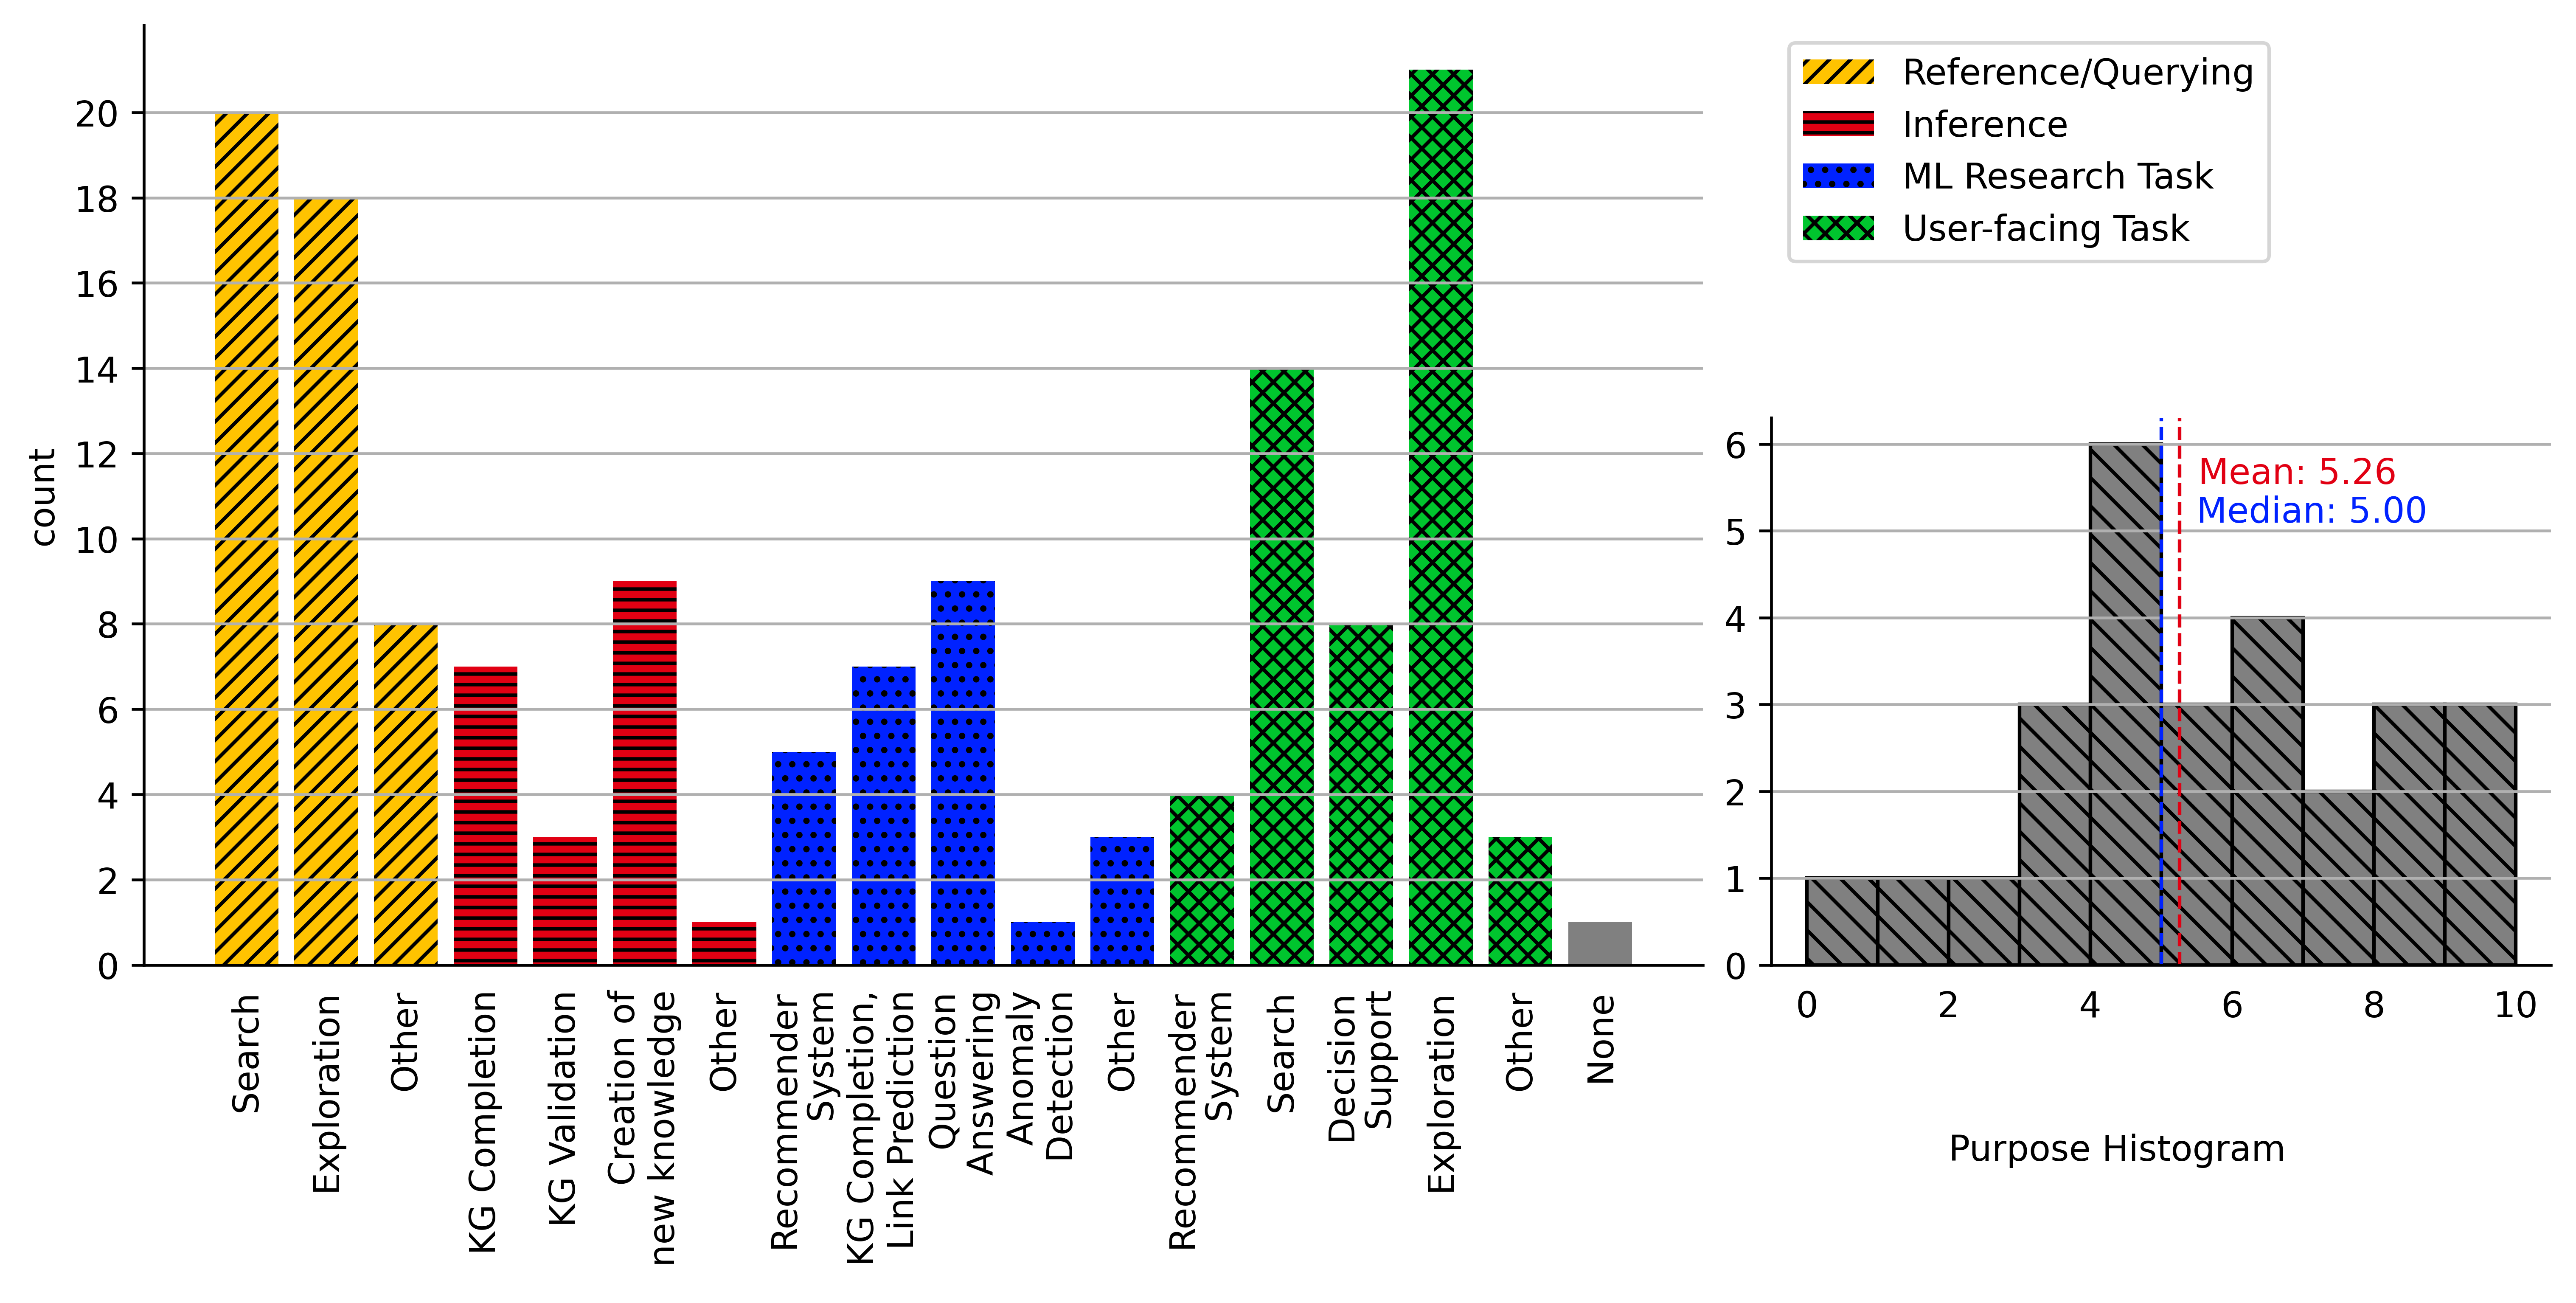 count
20
18
16
14
12
10
8
6
4
2
0
Search
Exploration
Other
KG Completion
KG Validation
Creation of
new knowledge
Other
Recommender
System
KG Completion,
Link Prediction
Question
Answering
Anomaly
Detection
Other
Recommender
System
Search
Decision
Support
Exploration
Other
None
Reference/Querying
Inference
ML Research Task
User-facing Task
6
5
4
3
2
1
0
Mean: 5.26
Median: 5.00
0 2 4 6 8 10
Purpose Histogram